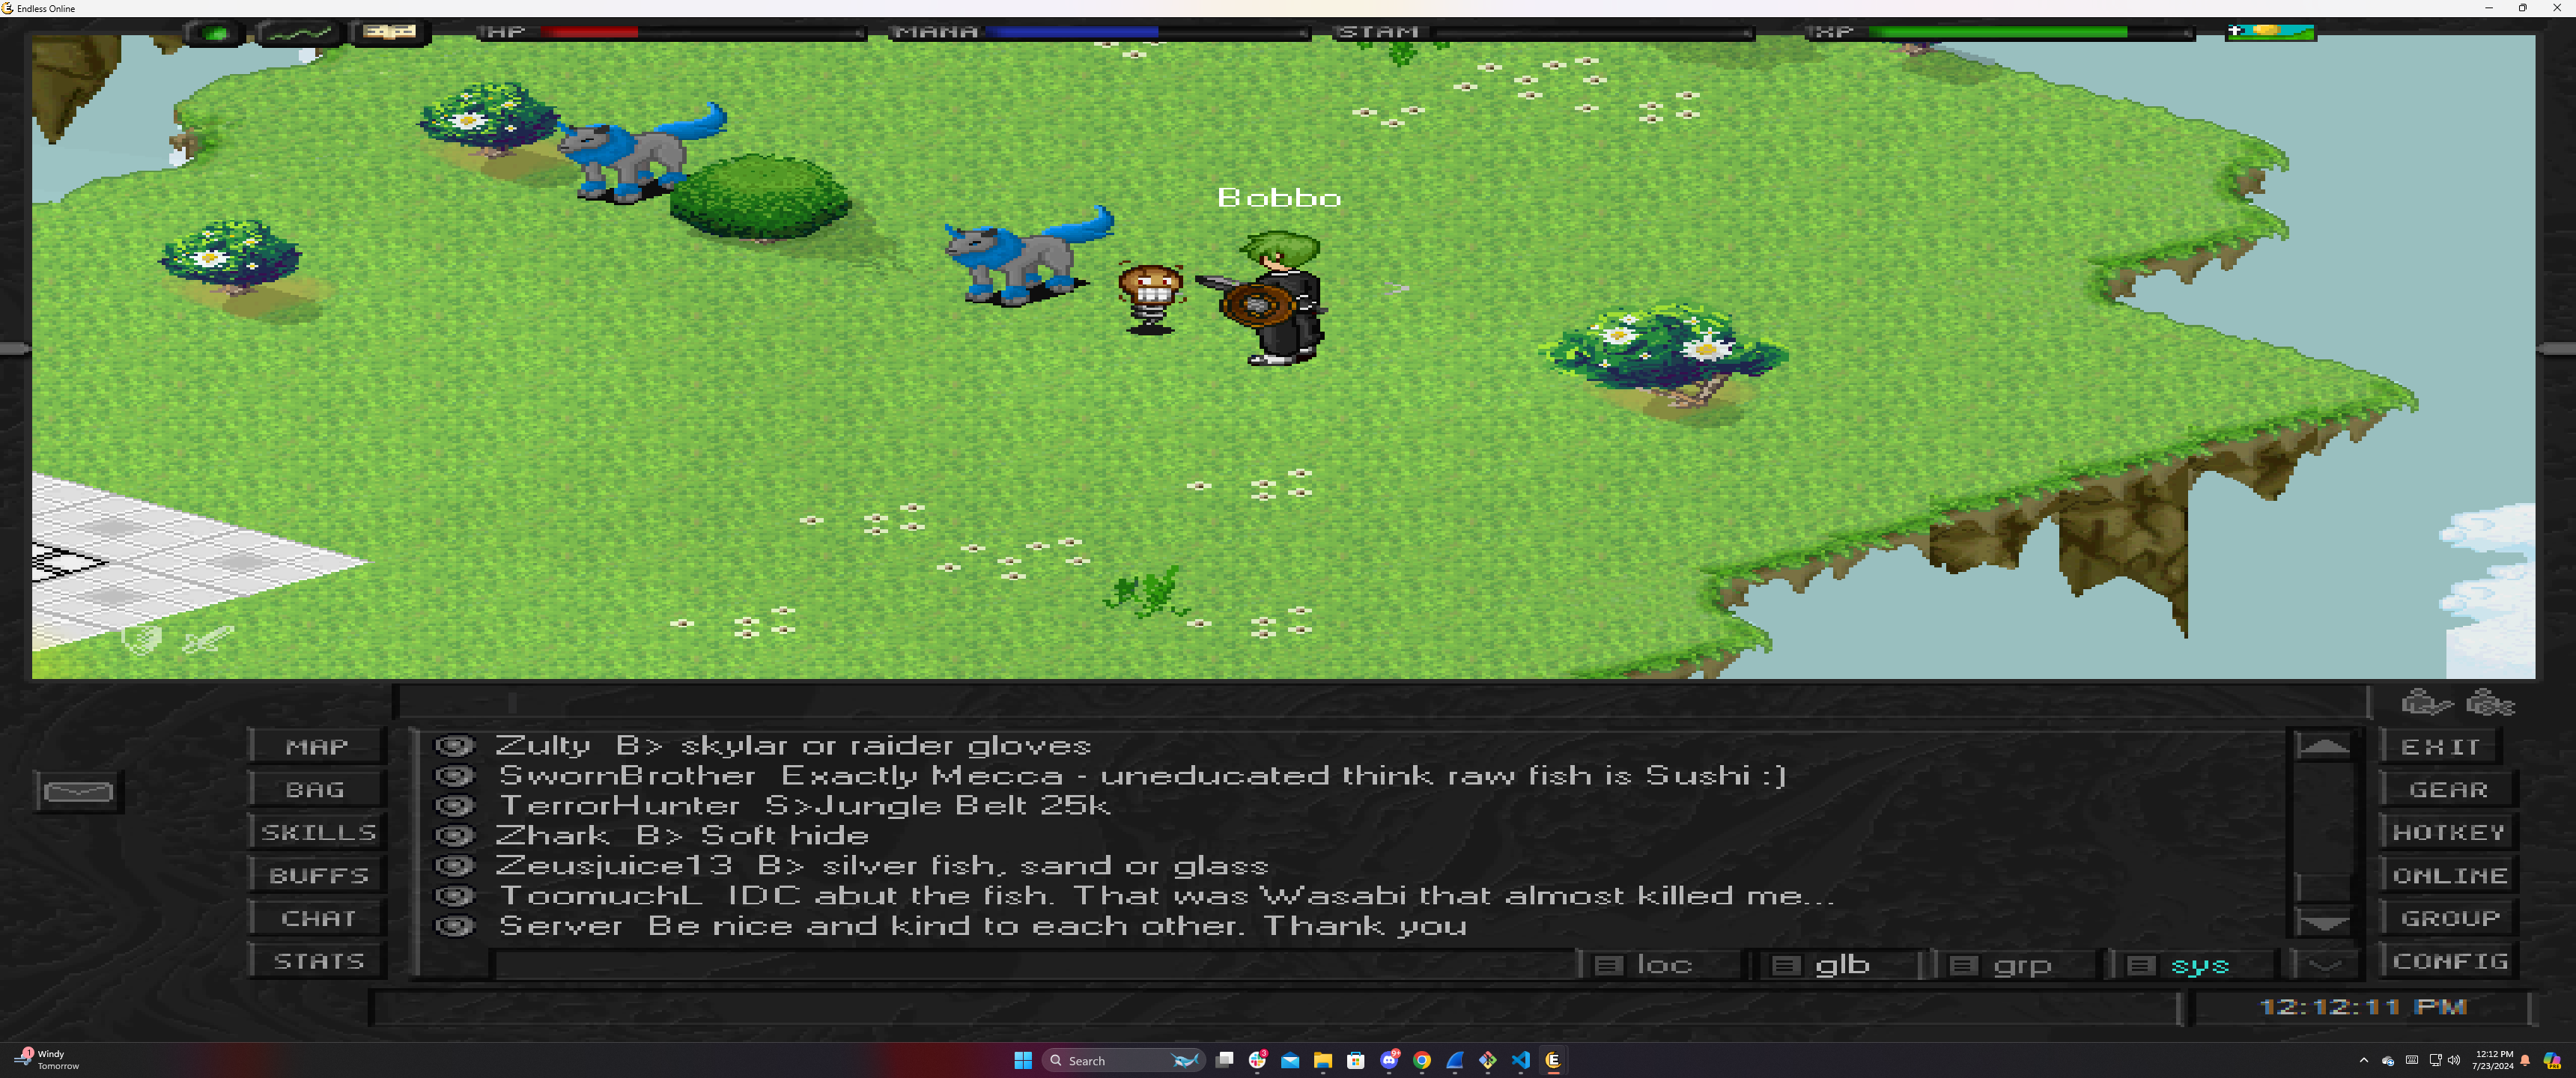 Endless Online
HP
MANA
STAM
XP
Bobbo
MAP
BAG
SKILLS
BUFFS
CHAT
STATS
Zulty B> skylar or raider gloves
SwornBrother Exactly Mecca - uneducated think raw fish is Sushi :)
TerrorHunter S>Jungle Belt 25k
Zhark B> Soft hide
Zeusjuice13 B> silver fish, sand or glass
ToomuchL IDC abut the fish. That was Wasabi that almost killed me...
Server Be nice and kind to each other. Thank you
loc glb grp sys
EXIT
GEAR
HOTKEY
ONLINE
GROUP
CONFIG
12:12:11 PM
1
Windy
Tomorrow
Search
3
9+
12:12 PM
7/23/2024